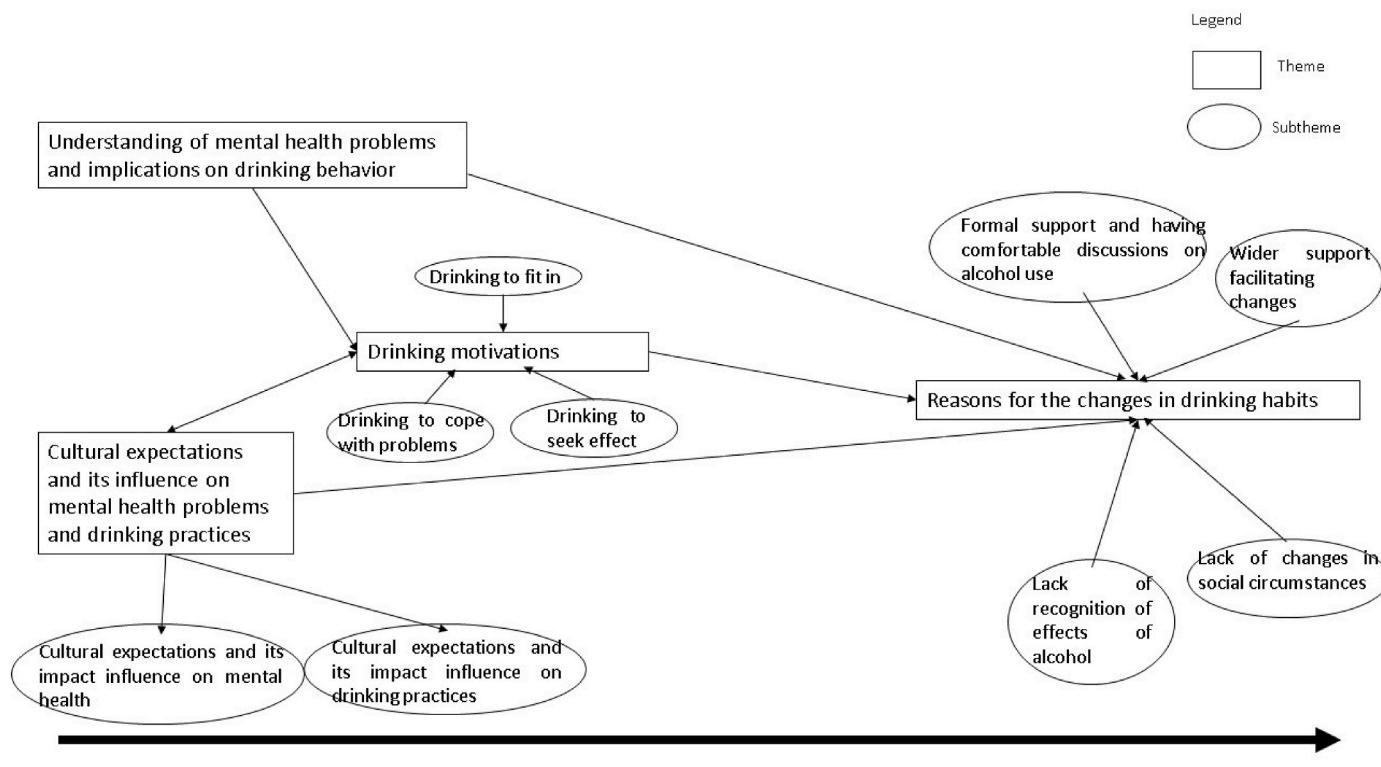 Legend
Theme
Subtheme
Understanding of mental health problems
and implications on drinking behavior
Formal support and having
comfortable discussions on
alcohol use
Wider support
facilitating
changes
Drinking to fit in
Drinking motivations
Reasons for the changes in drinking habits
Drinking to cope
with problems
Drinking to
seek effect
Cultural expectations
and its influence on
mental health problems
and drinking practices
Lack of changes in
social circumstances
Lack of
recognition of
effects of
alcohol
Cultural expectations and its
impact influence on mental
health
Cultural expectations and
its impact influence on
drinking practices